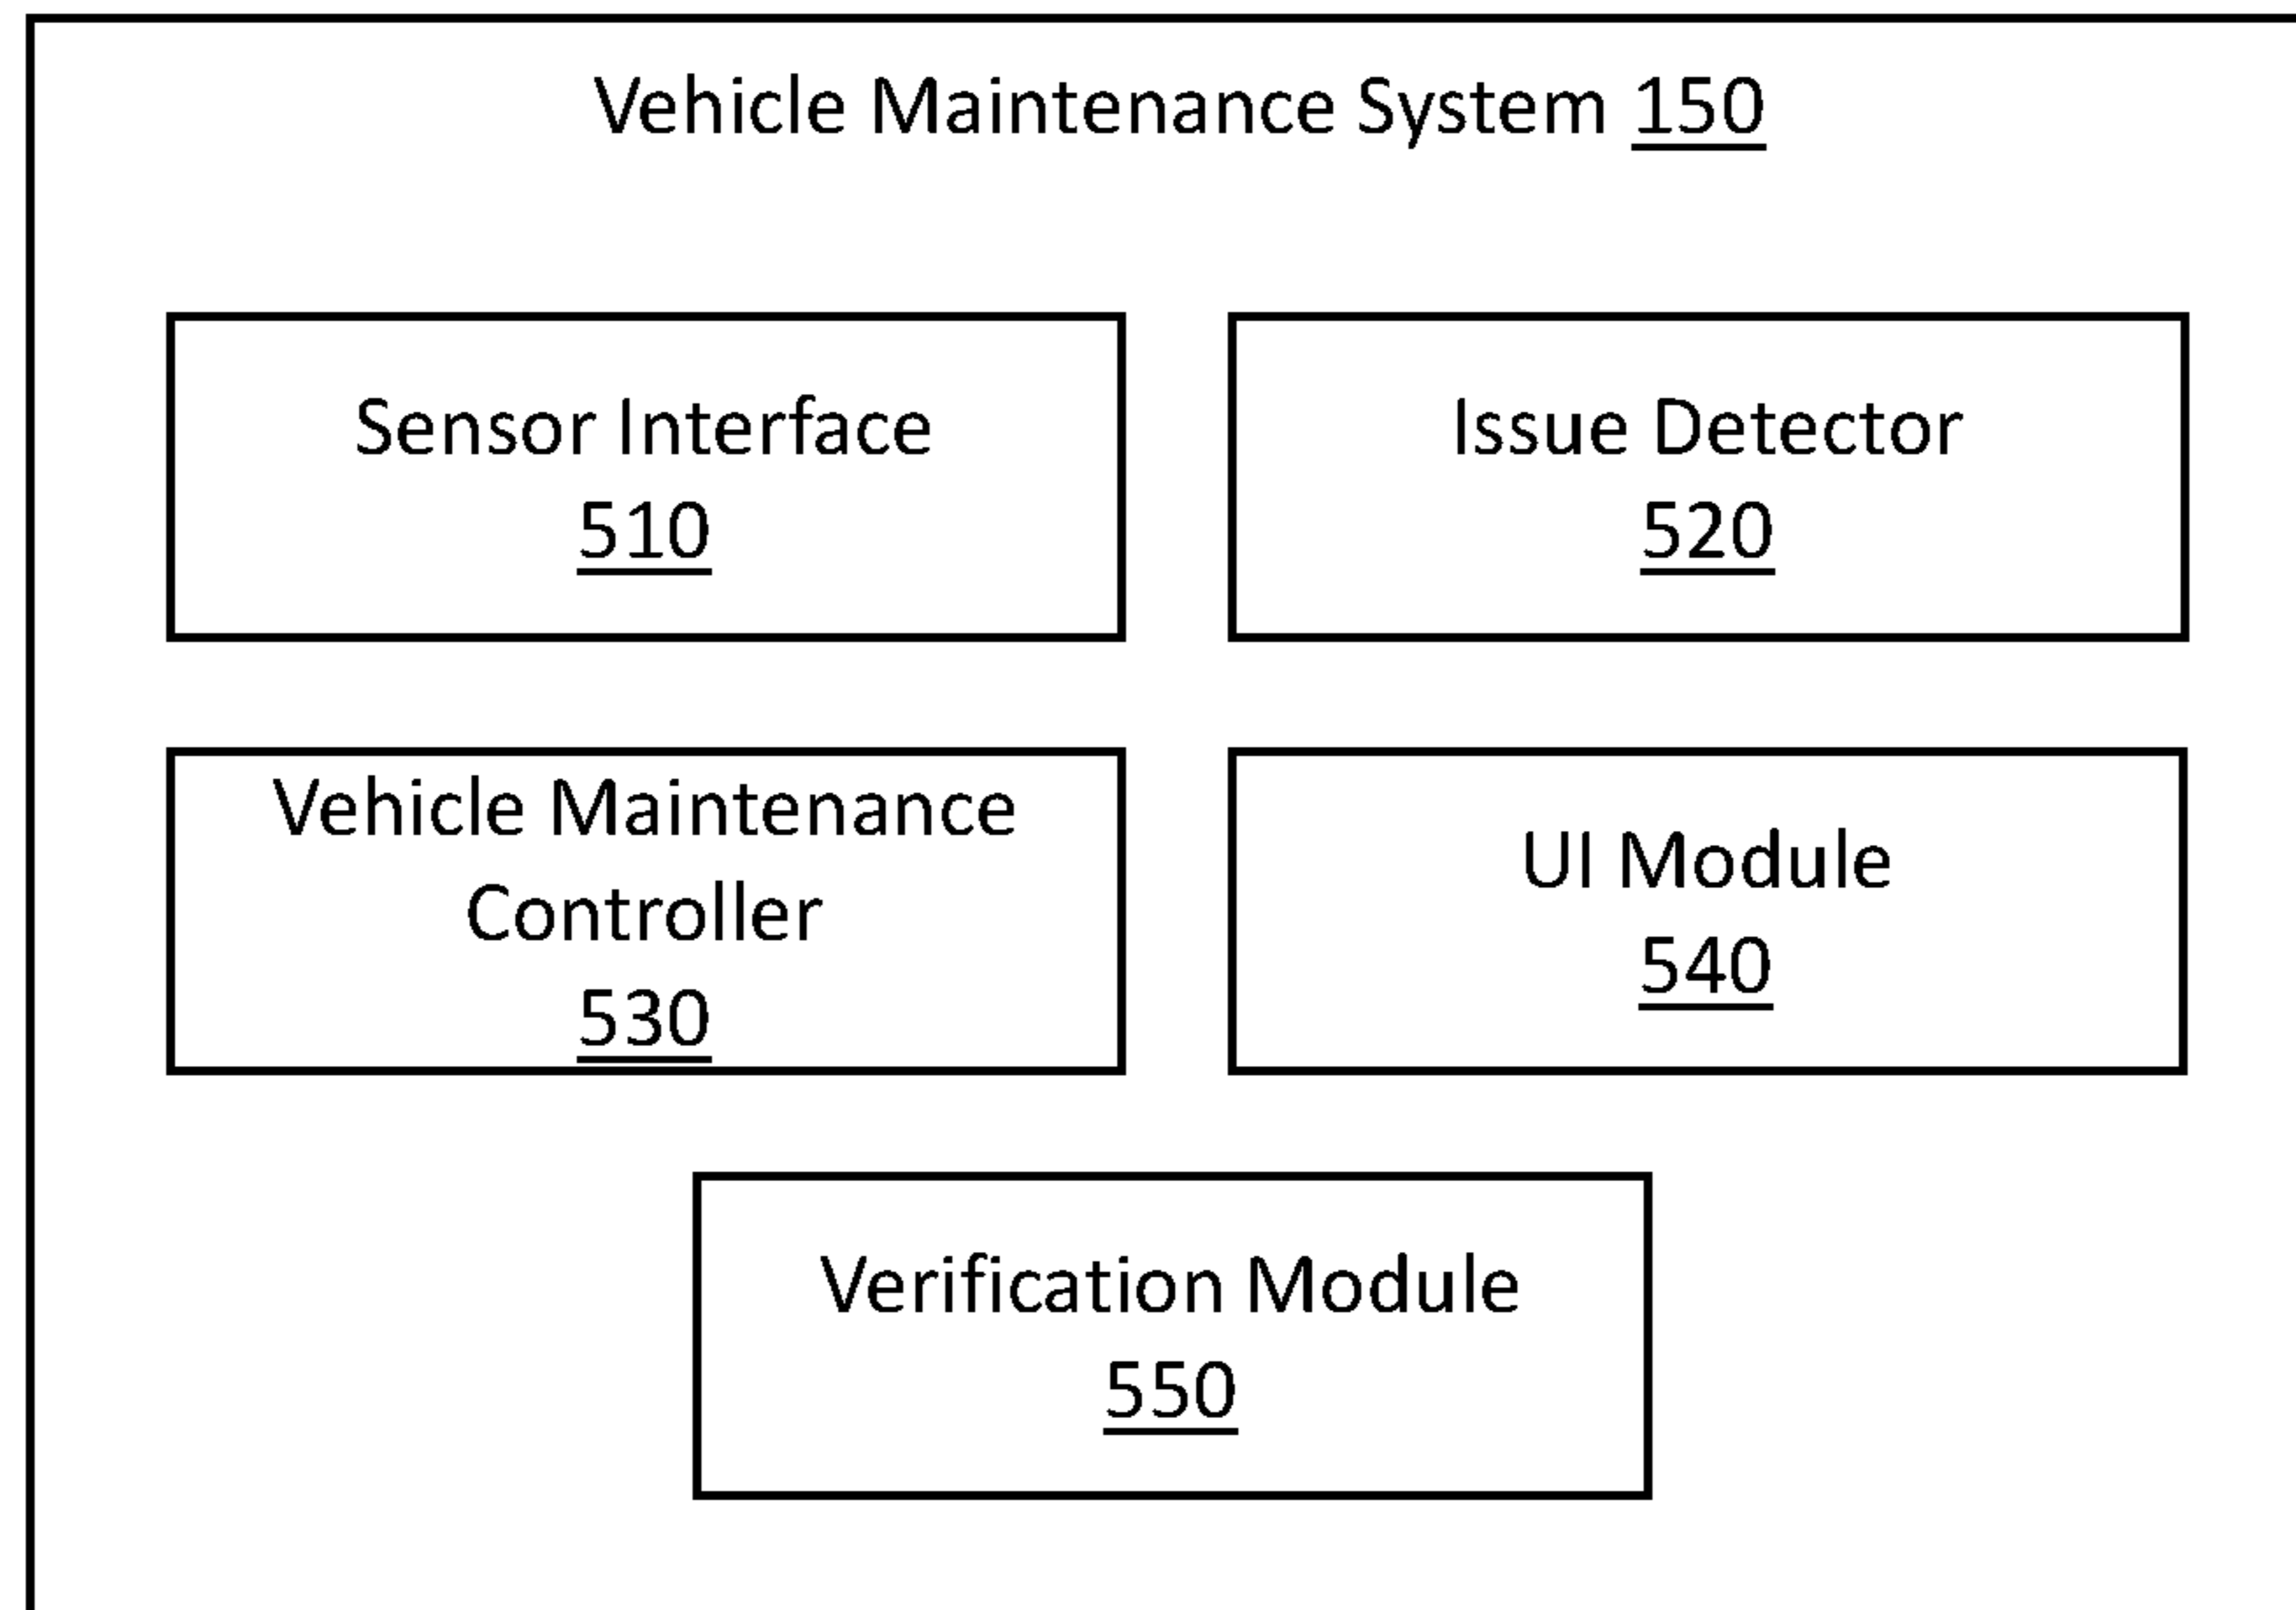 Vehicle Maintenance System 150
Sensor Interface
510
Issue Detector
520
Vehicle Maintenance
Controller
530
UI Module
540
Verification Module
550